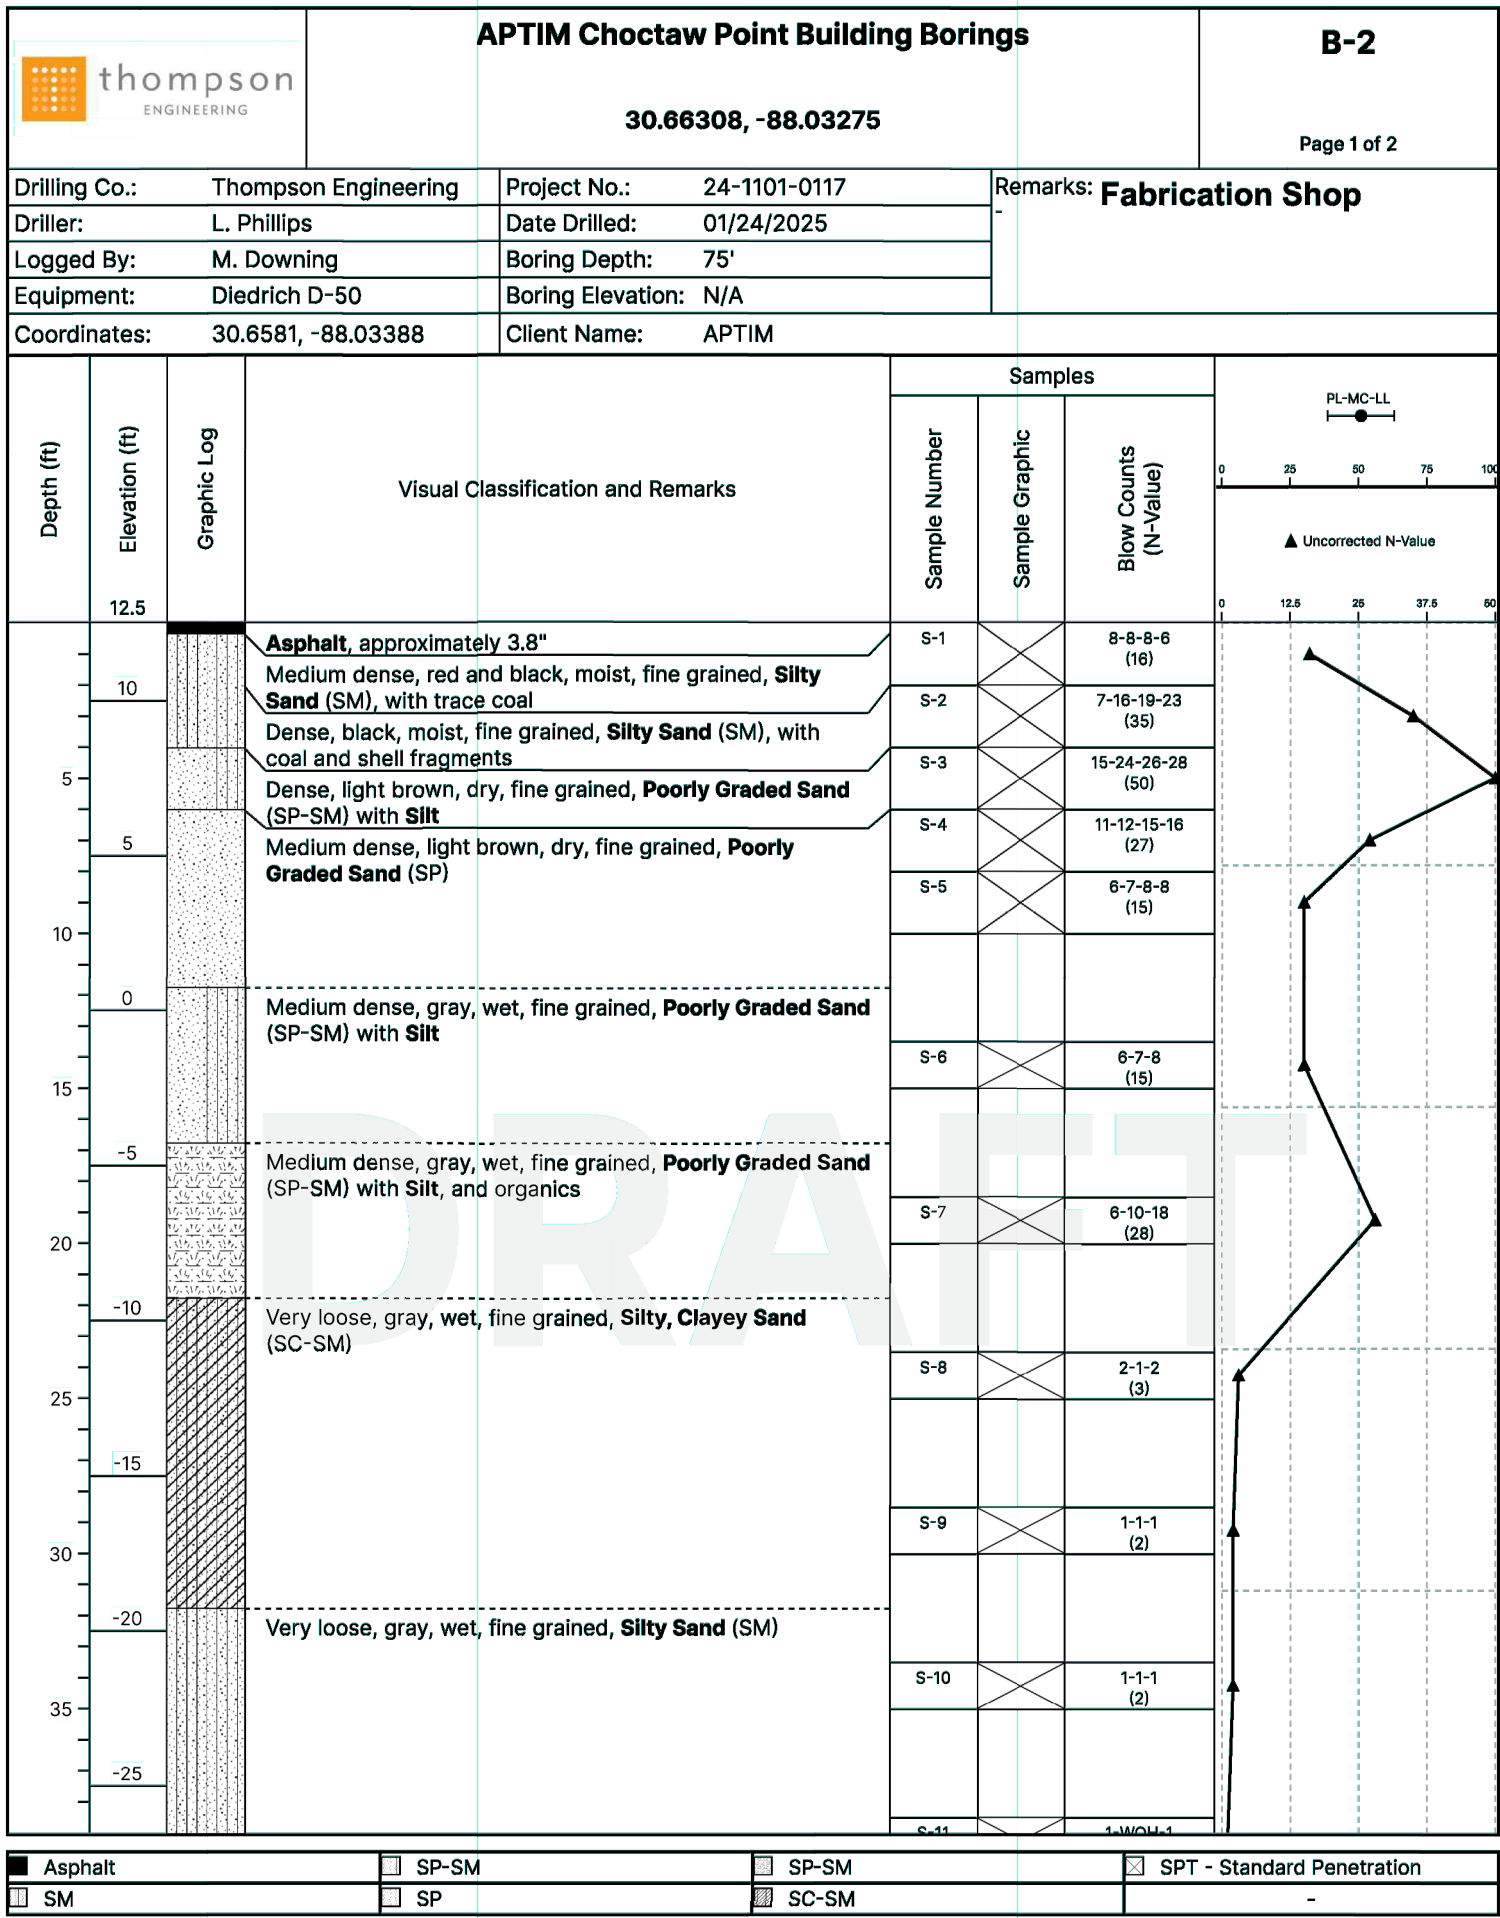 thompson
ENGINEERING
APTIM Choctaw Point Building Borings
30.66308, -88.03275
B-2
Page 1 of 2
Drilling Co.: Thompson Engineering Project No.: 24-1101-0117 Remarks: Fabrication Shop
-
Driller: L. Phillips Date Drilled: 01/24/2025
Logged By: M. Downing Boring Depth: 75'
Equipment: Diedrich D-50 Boring Elevation: N/A
Coordinates: 30.6581, -88.03388 Client Name: APTIM
Depth (ft)
Elevation (ft)
Graphic Log
Visual Classification and Remarks
Samples
Sample Number
Sample Graphic
Blow Counts
(N-Value)
PL-MC-LL
0 25 50 75 100
Uncorrected N-Value
12.5
0 12.5 25 37.5 50
Asphalt, approximately 3.8"
S-1 8-8-8-6
(16)
Medium dense, red and black, moist, fine grained, Silty
10
Sand (SM), with trace coal
S-2 7-16-19-23
(35)
Dense, black, moist, fine grained, Silty Sand (SM), with
coal and shell fragments
S-3 15-24-26-28
(50)
5
Dense, light brown, dry, fine grained, Poorly Graded Sand
(SP-SM) with Silt
S-4 11-12-15-16
(27)
5
Medium dense, light brown, dry, fine grained, Poorly
Graded Sand (SP)
S-5 6-7-8-8
(15)
10
0
Medium dense, gray, wet, fine grained, Poorly Graded Sand
(SP-SM) with Silt
S-6 6-7-8
(15)
15
DRAFT
-5
Medium dense, gray, wet, fine grained, Poorly Graded Sand
(SP-SM) with Silt, and organics
S-7 6-10-18
(28)
20
-10
Very loose, gray, wet, fine grained, Silty, Clayey Sand
(SC-SM)
S-8 2-1-2
(3)
25
-15
S-9 1-1-1
(2)
30
-20
Very loose, gray, wet, fine grained, Silty Sand (SM)
S-10 1-1-1
(2)
35
-25
S-11 1-WOH-1
Asphalt SP-SM SP-SM SPT - Standard Penetration
SM SP SC-SM -